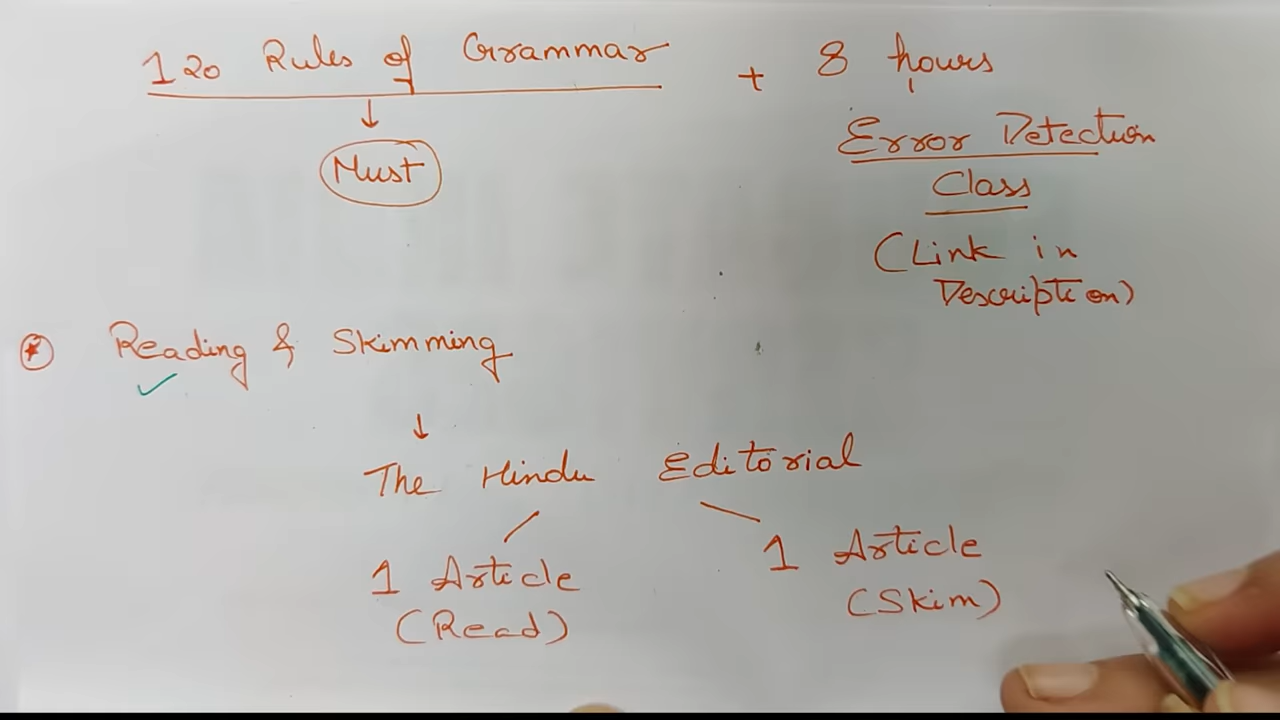 120 Rules of Grammar + 8 hours
Must
Error Detection
Class
(Link in
Description)
Reading & Skimming
The Hindu Editorial
1 Article
(Read)
1 Article
(Skim)